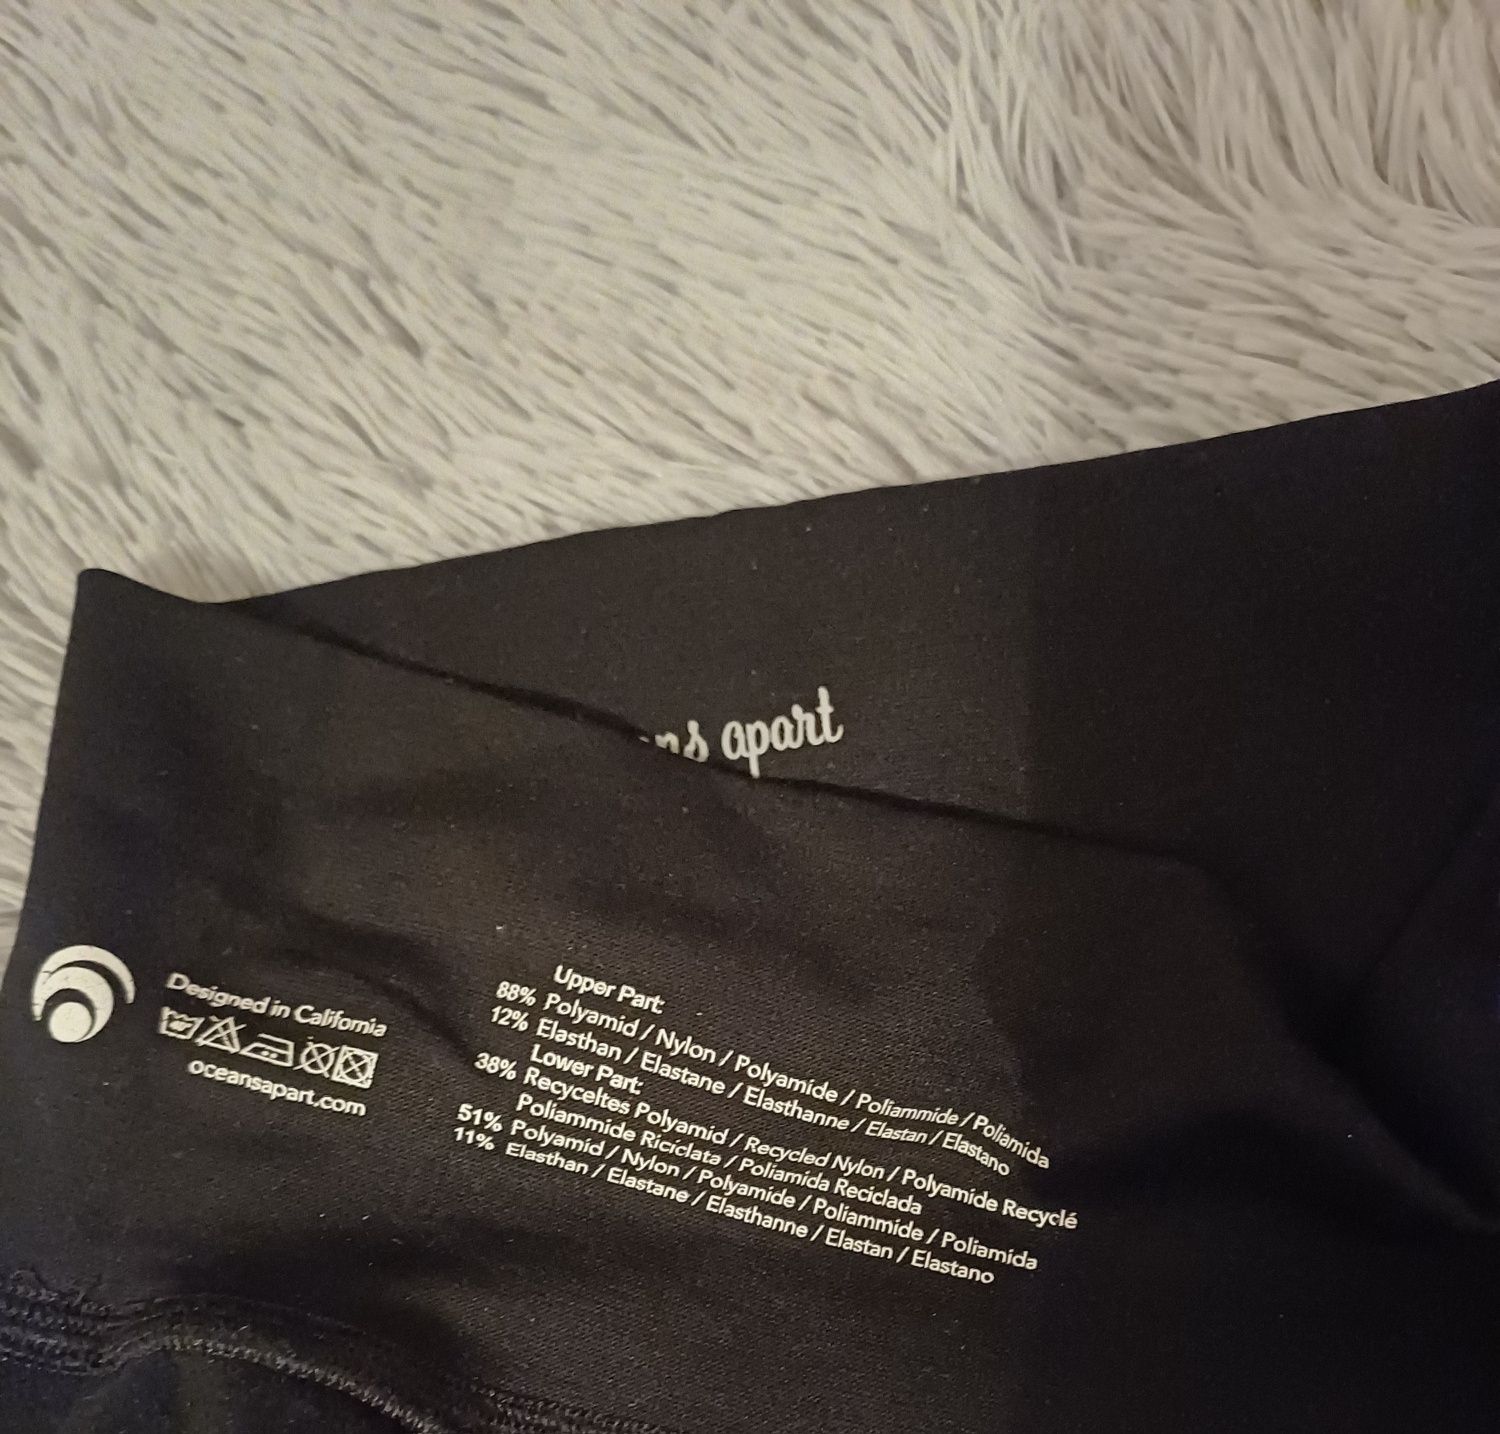 apart
Designed in California
oceansapart.com
Upper Part:
88% Polyamid / Nylon / Polyamide / Poliammide / Poliamida
12% Elasthan / Elastane / Elasthanne / Elastan / Elastano
Lower Part:
38% Recyceltes Polyamid / Recycled Nylon / Polyamide Recyclé
Poliammide Riciclata / Poliamida Reciclada
51% Polyamid / Nylon / Polyamide / Poliammide / Poliamida
11% Elasthan / Elastane / Elasthanne / Elastan / Elastano